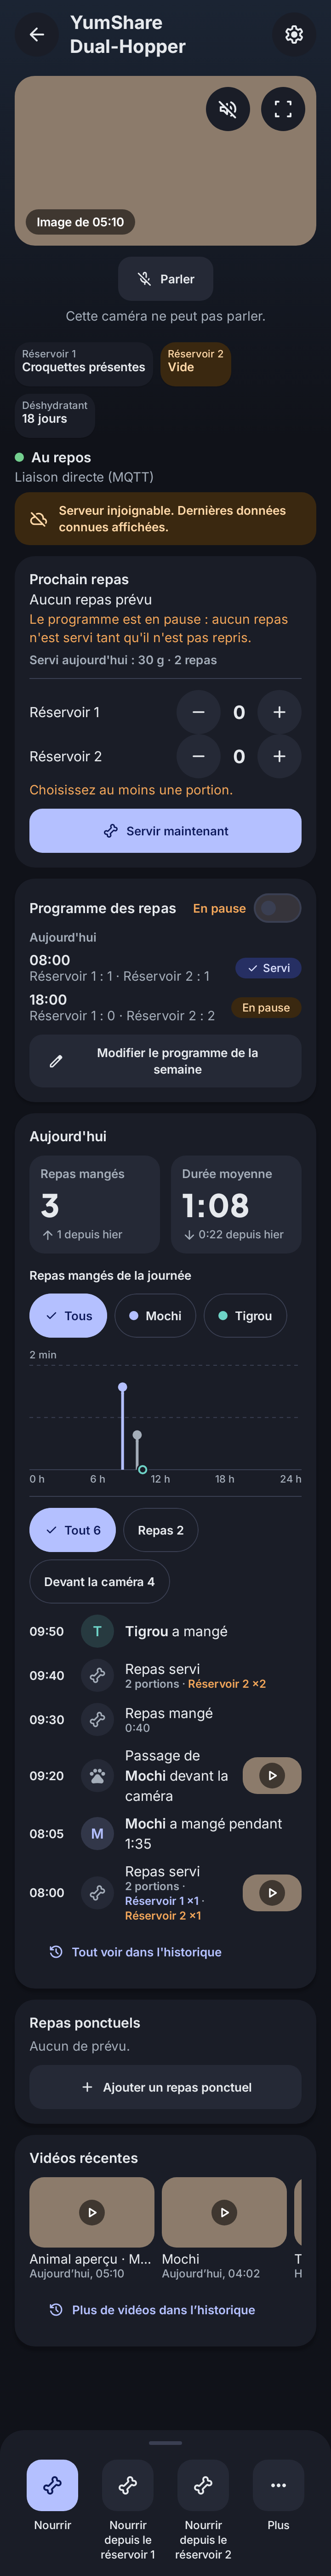 YumShare
Dual-Hopper
Image de 05:10
Parler
Cette caméra ne peut pas parler.
Réservoir 1
Croquettes présentes
Réservoir 2
Vide
Déshydratant
18 jours
Au repos
Liaison directe (MQTT)
Serveur injoignable. Dernières données
connues affichées.
Prochain repas
Aucun repas prévu
Le programme est en pause : aucun repas
n'est servi tant qu'il n'est pas repris.
Servi aujourd'hui : 30 g · 2 repas
Réservoir 1
0
Réservoir 2
0
Choisissez au moins une portion.
Servir maintenant
Programme des repas
En pause
Aujourd'hui
08:00
Réservoir 1 : 1 · Réservoir 2 : 1
Servi
18:00
Réservoir 1 : 0 · Réservoir 2 : 2
En pause
Modifier le programme de la
semaine
Aujourd'hui
Repas mangés
3
1 depuis hier
Durée moyenne
1:08
0:22 depuis hier
Repas mangés de la journée
Tous
Mochi
Tigrou
2 min
0 h 6 h 12 h 18 h 24 h
Tout 6
Repas 2
Devant la caméra 4
09:50
T
Tigrou a mangé
09:40
Repas servi
2 portions · Réservoir 2 ×2
09:30
Repas mangé
0:40
09:20
Passage de
Mochi devant la
caméra
08:05
M
Mochi a mangé pendant
1:35
08:00
Repas servi
2 portions ·
Réservoir 1 ×1 ·
Réservoir 2 ×1
Tout voir dans l'historique
Repas ponctuels
Aucun de prévu.
Ajouter un repas ponctuel
Vidéos récentes
Animal aperçu · M…
Aujourd'hui, 05:10
Mochi
Aujourd'hui, 04:02
T
H
Plus de vidéos dans l'historique
Nourrir
Nourrir
depuis le
réservoir 1
Nourrir
depuis le
réservoir 2
Plus